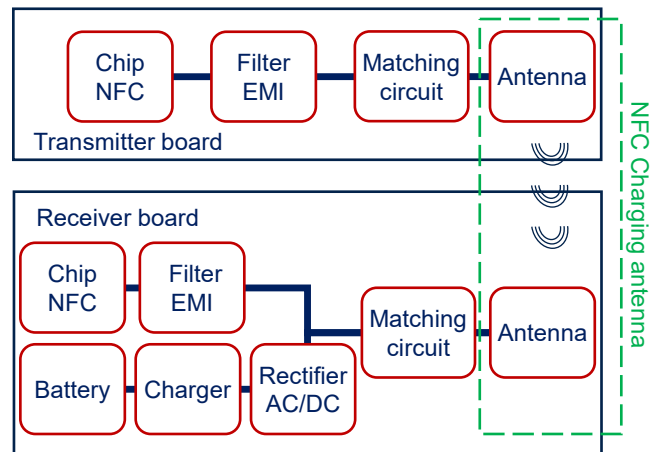 Chip
NFC
Filter
EMI
Matching
circuit
Antenna
Transmitter board
NFC Charging antenna
Receiver board
Chip
NFC
Filter
EMI
Matching
circuit
Antenna
Battery
Charger
Rectifier
AC/DC